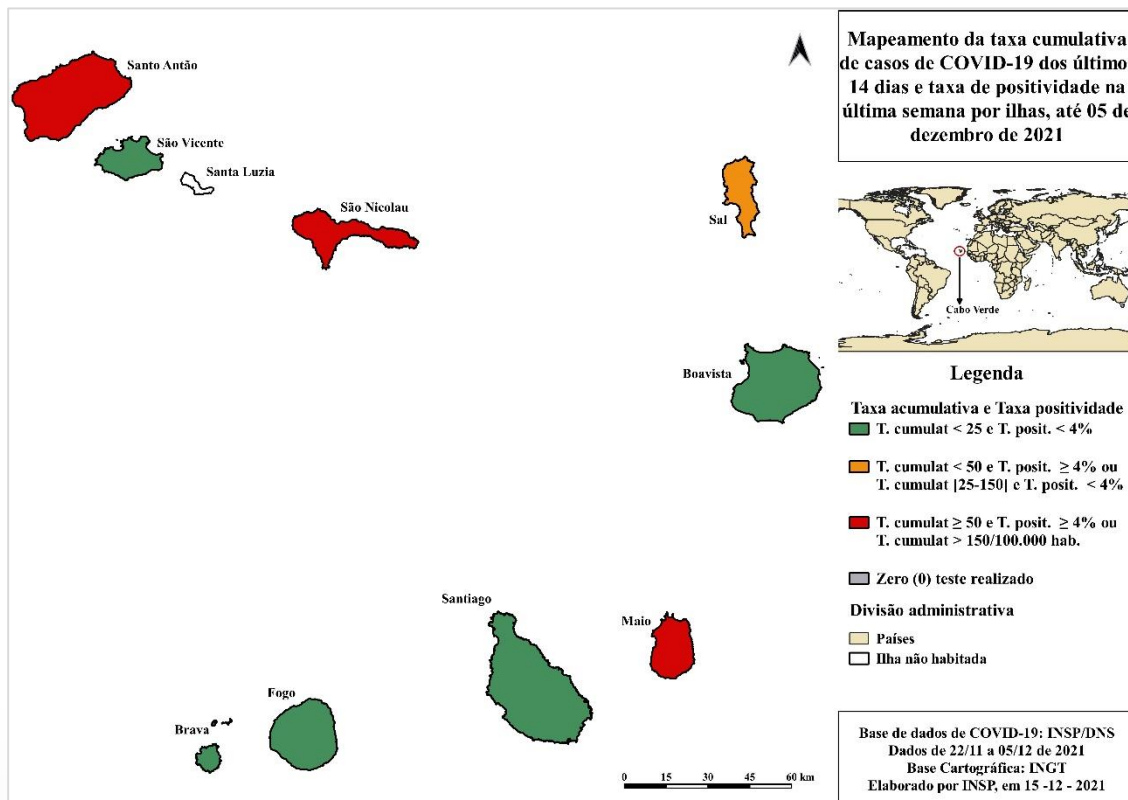 Mapeamento da taxa cumulativa
de casos de COVID-19 dos último
14 dias e taxa de positividade na
última semana por ilhas, até 05 de
dezembro de 2021
Santo Antão
São Vicente
Santa Luzia
São Nicolau
Sal
Boavista
Santiago
Maio
Fogo
Brava
Cabo Verde
Legenda
Taxa acumulativa e Taxa positividade
T. cumulat < 25 e T. posit. < 4%
T. cumulat < 50 e T. posit. ≥ 4% ou
T. cumulat |25-150| e T. posit. < 4%
T. cumulat ≥ 50 e T. posit. ≥ 4% ou
T. cumulat > 150/100.000 hab.
Zero (0) teste realizado
Divisão administrativa
Países
Ilha não habitada
0 15 30 45 60 km
Base de dados de COVID-19: INSP/DNS
Dados de 22/11 a 05/12 de 2021
Base Cartográfica: INGT
Elaborado por INSP, em 15 -12 - 2021